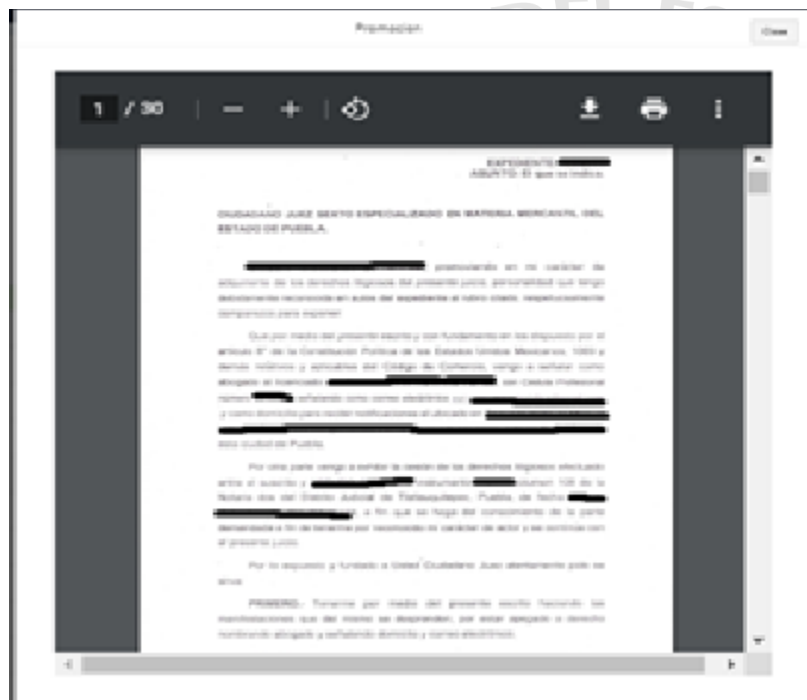 Promocion
Close
1 / 30
EXPEDIENTE:
ASUNTO: El que se indica.
CIUDADANO JUEZ SEXTO ESPECIALIZADO EN MATERIA MERCANTIL DEL
ESTADO DE PUEBLA.
promoviendo en mi carácter de
adquirente de los derechos litigiosos del presente juicio, personalidad que tengo
debidamente reconocida en autos del expediente al rubro citado, respetuosamente
comparezco para exponer:
Que por medio del presente escrito y con fundamento en los dispuesto por el
artículo 8° de la Constitución Política de los Estados Unidos Mexicanos, 1069 y
demás relativos y aplicables del Código de Comercio, vengo a señalar como
abogado al licenciado con Cédula Profesional
número señalando como correo electrónico
y como domicilio para recibir notificaciones el ubicado en
esta ciudad de Puebla.
Por otra parte vengo a exhibir la cesión de los derechos litigiosos efectuado
entre el suscrito y instrumento volumen 108 de la
Notaría dos del Distrito Judicial de Tlatlauquitepec, Puebla, de fecha
a fin que se haga del conocimiento de la parte
demandada a fin de tenerme por reconocido mi carácter de actor y se continúe con
el presente juicio.
Por lo expuesto y fundado a Usted Ciudadano Juez atentamente pido se
sirva:
PRIMERO.- Tenerme por medio del presente escrito haciendo las
manifestaciones que del mismo se desprenden, por estar apegado a derecho
nombrando abogado y señalando domicilio y correo electrónico.